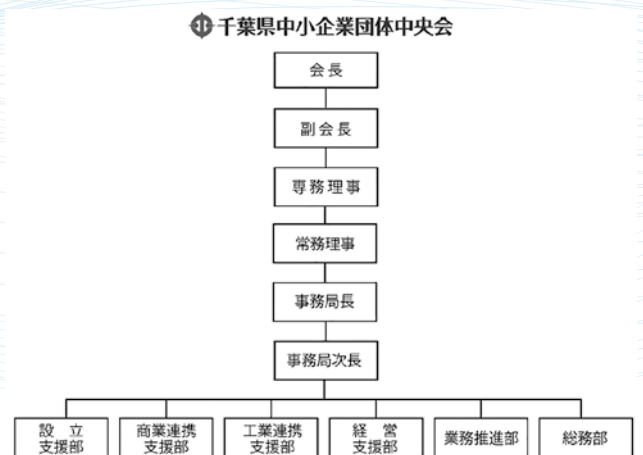 千葉県中小企業団体中央会
会長
副会長
専務理事
常務理事
事務局長
事務局次長
設立
支援部
商業連携
支援部
工業連携
支援部
経営
支援部
業務推進部
総務部